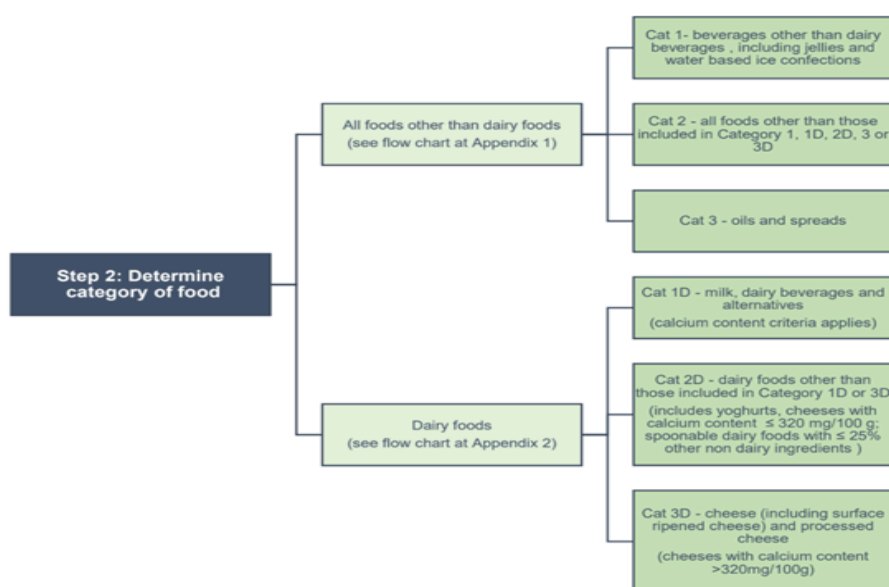 Step 2: Determine
category of food
All foods other than dairy foods
(see flow chart at Appendix 1)
Cat 1- beverages other than dairy
beverages , including jellies and
water based ice confections
Cat 2 - all foods other than those
included in Category 1, 1D, 2D, 3 or
3D
Cat 3 - oils and spreads
Dairy foods
(see flow chart at Appendix 2)
Cat 1D - milk, dairy beverages and
alternatives
(calcium content criteria applies)
Cat 2D - dairy foods other than
those included in Category 1D or 3D
(includes yoghurts, cheeses with
calcium content ≤ 320 mg/100 g;
spoonable dairy foods with ≤ 25%
other non dairy ingredients )
Cat 3D - cheese (including surface
ripened cheese) and processed
cheese
(cheeses with calcium content
>320mg/100g)